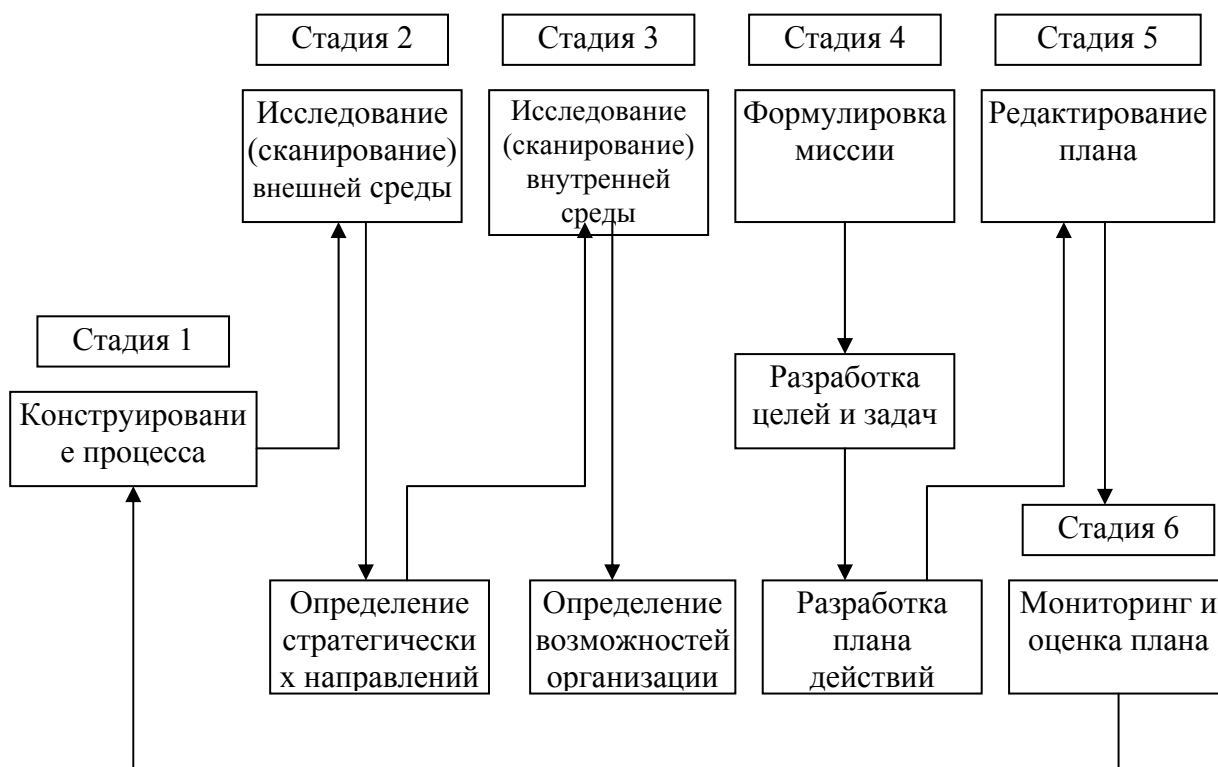 Стадия 2
Стадия 3
Стадия 4
Стадия 5
Исследование
(сканирование)
внешней среды
Исследование
(сканирование)
внутренней
среды
Формулировка
миссии
Редактирование
плана
Стадия 1
Конструировани
е процесса
Разработка
целей и задач
Стадия 6
Определение
стратегически
х направлений
Определение
возможностей
организации
Разработка
плана
действий
Мониторинг и
оценка плана